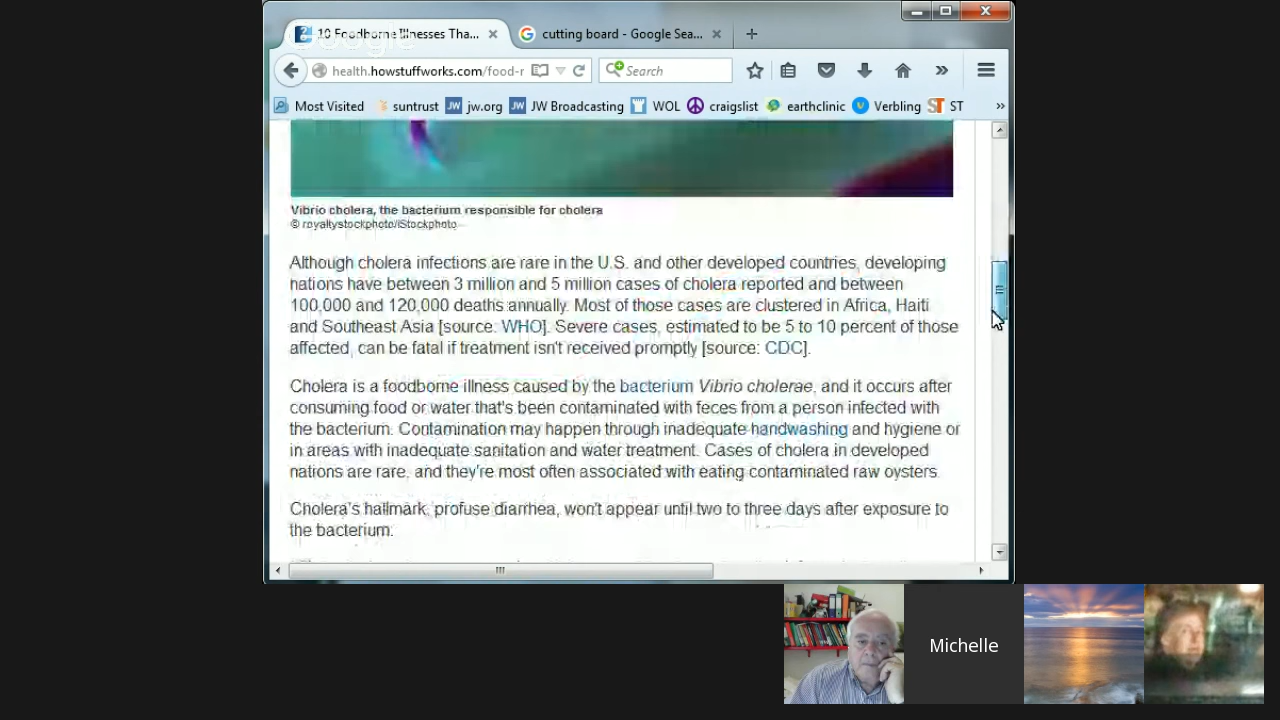 Google
10 Foodborne Illnesses Tha...
cutting board - Google Sea...
health.howstuffworks.com/food-r
Search
Most Visited
suntrust
JW jw.org
JW JW Broadcasting
WOL
craigslist
earthclinic
Verbling
ST ST
Vibrio cholera, the bacterium responsible for cholera
© royaltystockphoto/iStockphoto
Although cholera infections are rare in the U.S. and other developed countries, developing
nations have between 3 million and 5 million cases of cholera reported and between
100,000 and 120,000 deaths annually. Most of those cases are clustered in Africa, Haiti
and Southeast Asia [source: WHO]. Severe cases, estimated to be 5 to 10 percent of those
affected, can be fatal if treatment isn't received promptly [source: CDC].
Cholera is a foodborne illness caused by the bacterium Vibrio cholerae, and it occurs after
consuming food or water that's been contaminated with feces from a person infected with
the bacterium. Contamination may happen through inadequate handwashing and hygiene or
in areas with inadequate sanitation and water treatment. Cases of cholera in developed
nations are rare, and they're most often associated with eating contaminated raw oysters.
Cholera's hallmark, profuse diarrhea, won't appear until two to three days after exposure to
the bacterium.
Michelle